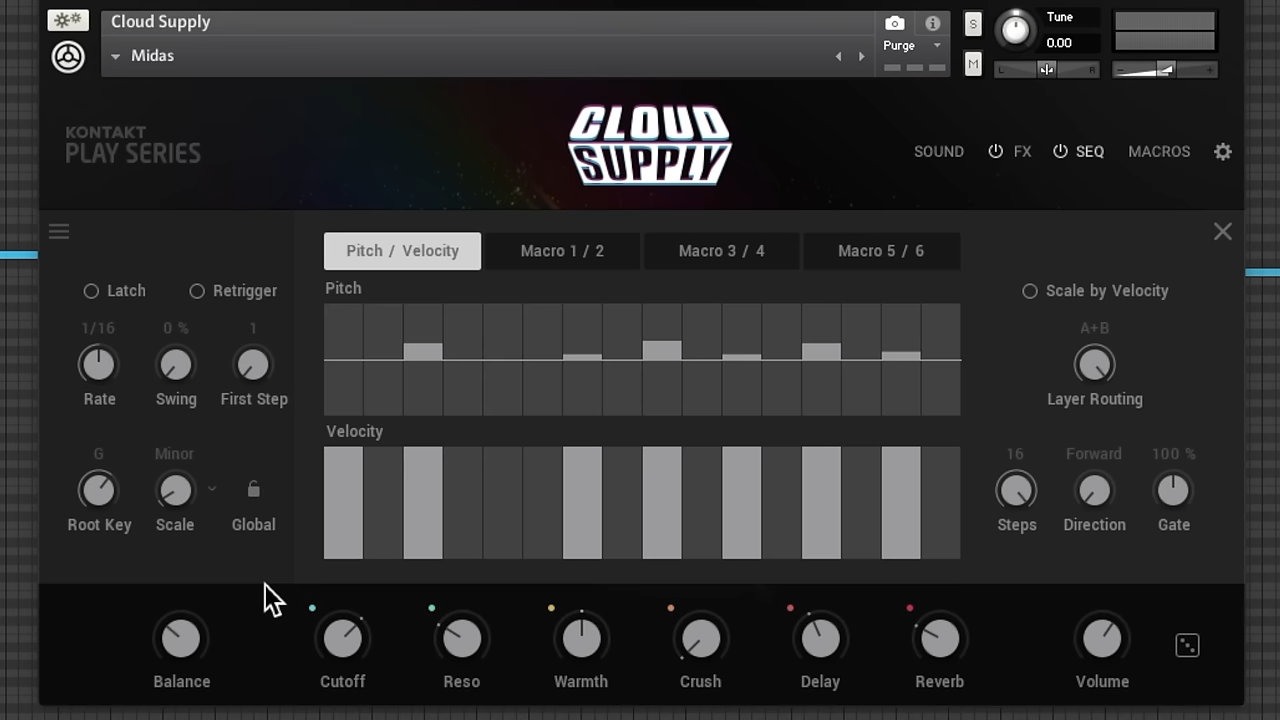 Cloud Supply
Midas
Purge
S
M
Tune
0.00
L R
- +
KONTAKT
PLAY SERIES
CLOUD
SUPPLY
SOUND FX SEQ MACROS
Pitch / Velocity Macro 1 / 2 Macro 3 / 4 Macro 5 / 6
Latch Retrigger
Pitch
Scale by Velocity
1/16 0 % 1
A+B
Rate Swing First Step
Layer Routing
Velocity
G Minor
16 Forward 100 %
Root Key Scale Global
Steps Direction Gate
Balance Cutoff Reso Warmth Crush Delay Reverb Volume